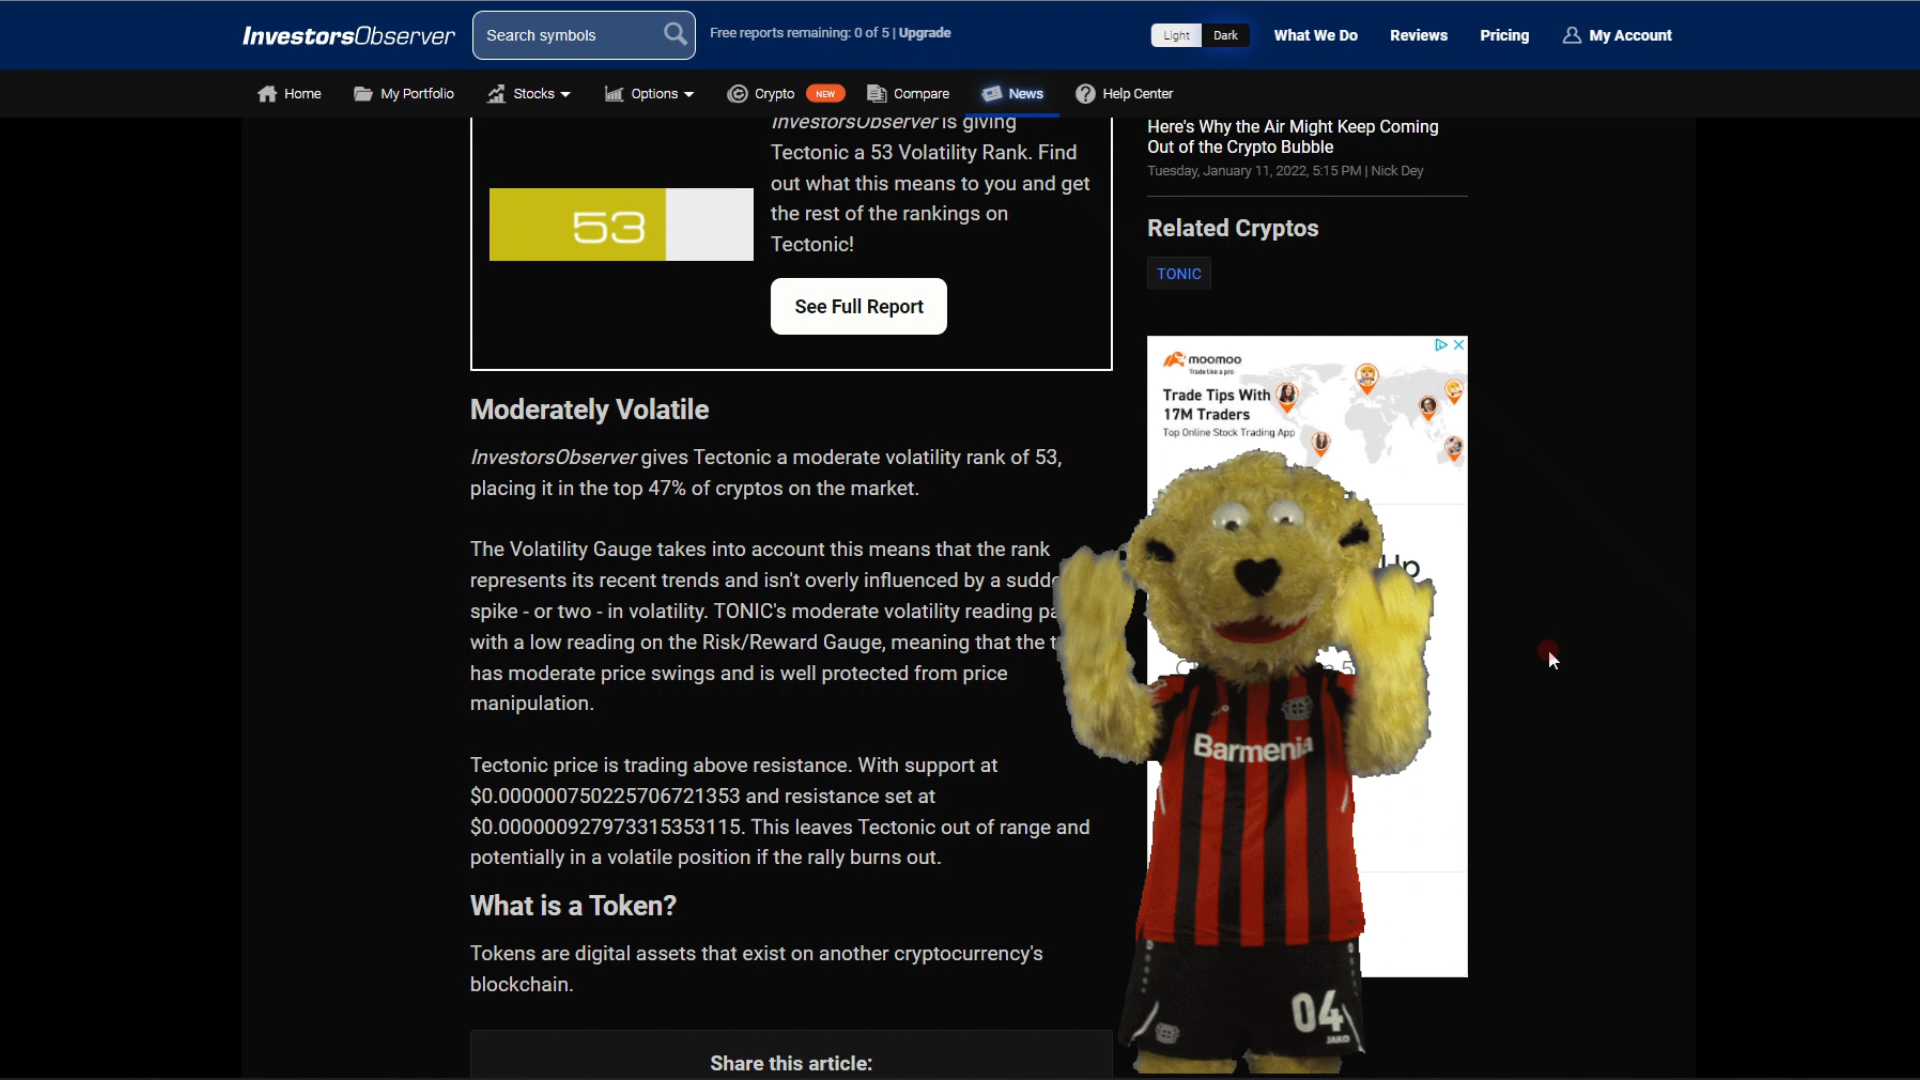 InvestorsObserver
Search symbols
Free reports remaining: 0 of 5 | Upgrade
Light Dark
What We Do
Reviews
Pricing
My Account
Home
My Portfolio
Stocks
Options
Crypto NEW
Compare
News
Help Center
InvestorsObserver is giving
Tectonic a 53 Volatility Rank. Find
out what this means to you and get
the rest of the rankings on
Tectonic!
53
See Full Report
Moderately Volatile
InvestorsObserver gives Tectonic a moderate volatility rank of 53,
placing it in the top 47% of cryptos on the market.
The Volatility Gauge takes into account this means that the rank
represents its recent trends and isn't overly influenced by a
spike - or two - in volatility. TONIC's moderate volatility reading
with a low reading on the Risk/Reward Gauge, meaning that the
has moderate price swings and is well protected from price
manipulation.
Tectonic price is trading above resistance. With support at
$0.000000750225706721353 and resistance set at
$0.000000927973315353115. This leaves Tectonic out of range and
potentially in a volatile position if the rally burns out.
What is a Token?
Tokens are digital assets that exist on another cryptocurrency's
blockchain.
Share this article:
Here's Why the Air Might Keep Coming
Out of the Crypto Bubble
Tuesday, January 11, 2022, 5:15 PM | Nick Dey
Related Cryptos
TONIC
moomoo
Trade like a pro
Trade Tips With
17M Traders
Top Online Stock Trading App
Up
Barmenia
04
JAKO